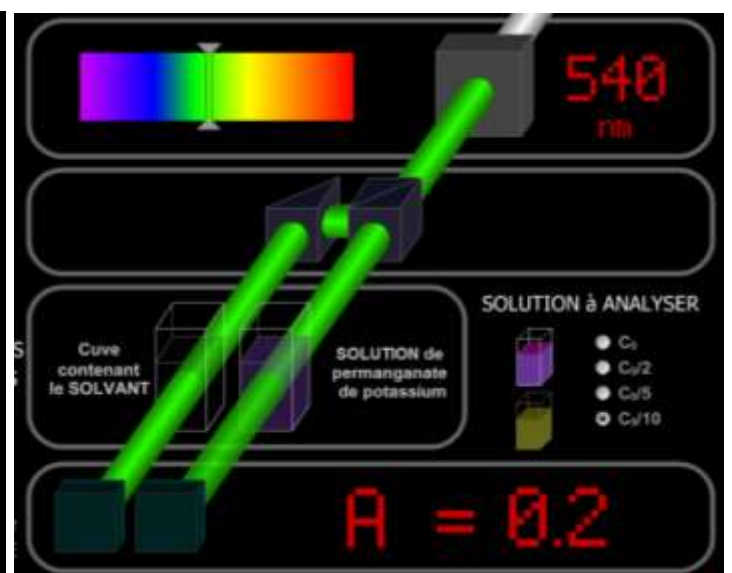 540
nm
SOLUTION à ANALYSER
Cuve
contenant
le SOLVANT
SOLUTION de
permanganate
de potassium
C₀
C₀/2
C₀/5
C₀/10
A = 0.2